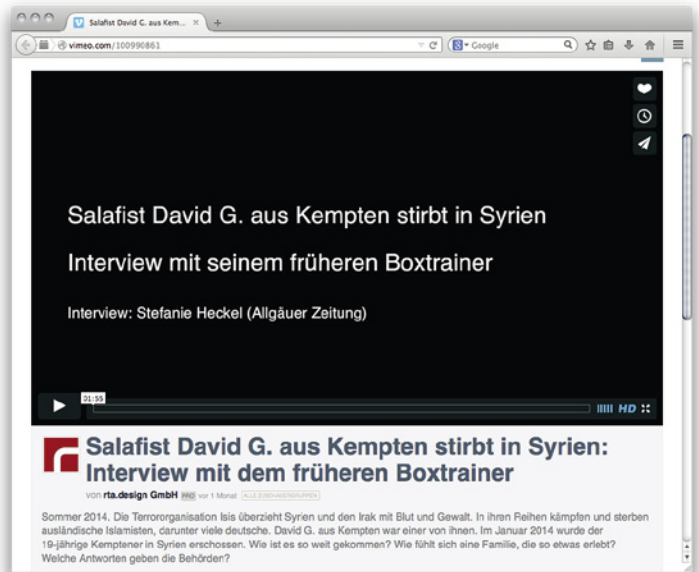 Salafist David G. aus Kem...
vimeo.com/100990861
Google
Salafist David G. aus Kempten stirbt in Syrien
Interview mit seinem früheren Boxtrainer
Interview: Stefanie Heckel (Allgäuer Zeitung)
01:55
HD
Salafist David G. aus Kempten stirbt in Syrien:
Interview mit dem früheren Boxtrainer
von rta.design GmbH PRO vor 1 Monat ALLE ZUSCHAUERGRUPPEN
Sommer 2014. Die Terrororganisation Isis überzieht Syrien und den Irak mit Blut und Gewalt. In ihren Reihen kämpfen und sterben
ausländische Islamisten, darunter viele deutsche. David G. aus Kempten war einer von ihnen. Im Januar 2014 wurde der
19-jährige Kemptener in Syrien erschossen. Wie ist es so weit gekommen? Wie fühlt sich eine Familie, die so etwas erlebt?
Welche Antworten geben die Behörden?